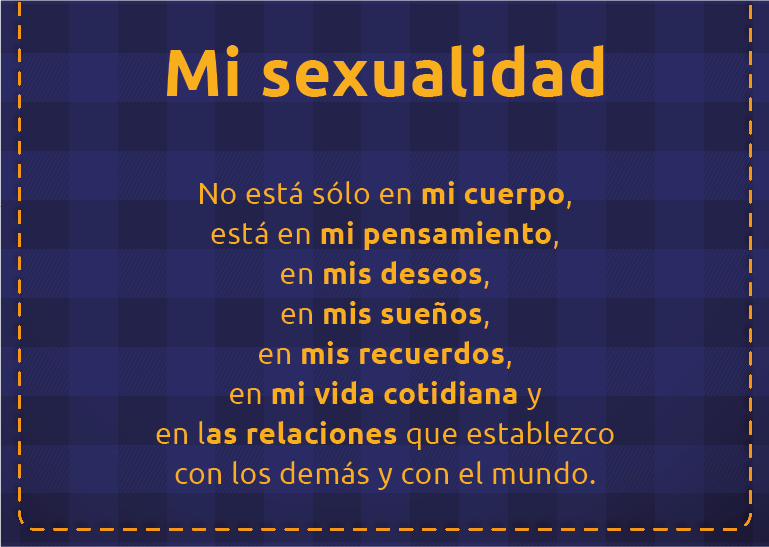 Mi sexualidad
No está sólo en mi cuerpo,
está en mi pensamiento,
en mis deseos,
en mis sueños,
en mis recuerdos,
en mi vida cotidiana y
en las relaciones que establezco
con los demás y con el mundo.